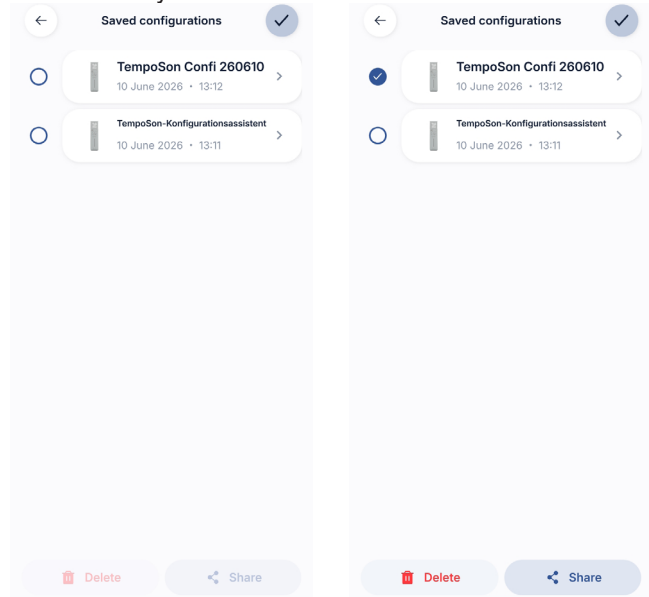 Saved configurations
TempoSon Confi 260610
10 June 2026 • 13:12
TempoSon-Konfigurationsassistent
10 June 2026 • 13:11
Delete
Share
Saved configurations
TempoSon Confi 260610
10 June 2026 • 13:12
TempoSon-Konfigurationsassistent
10 June 2026 • 13:11
Delete
Share